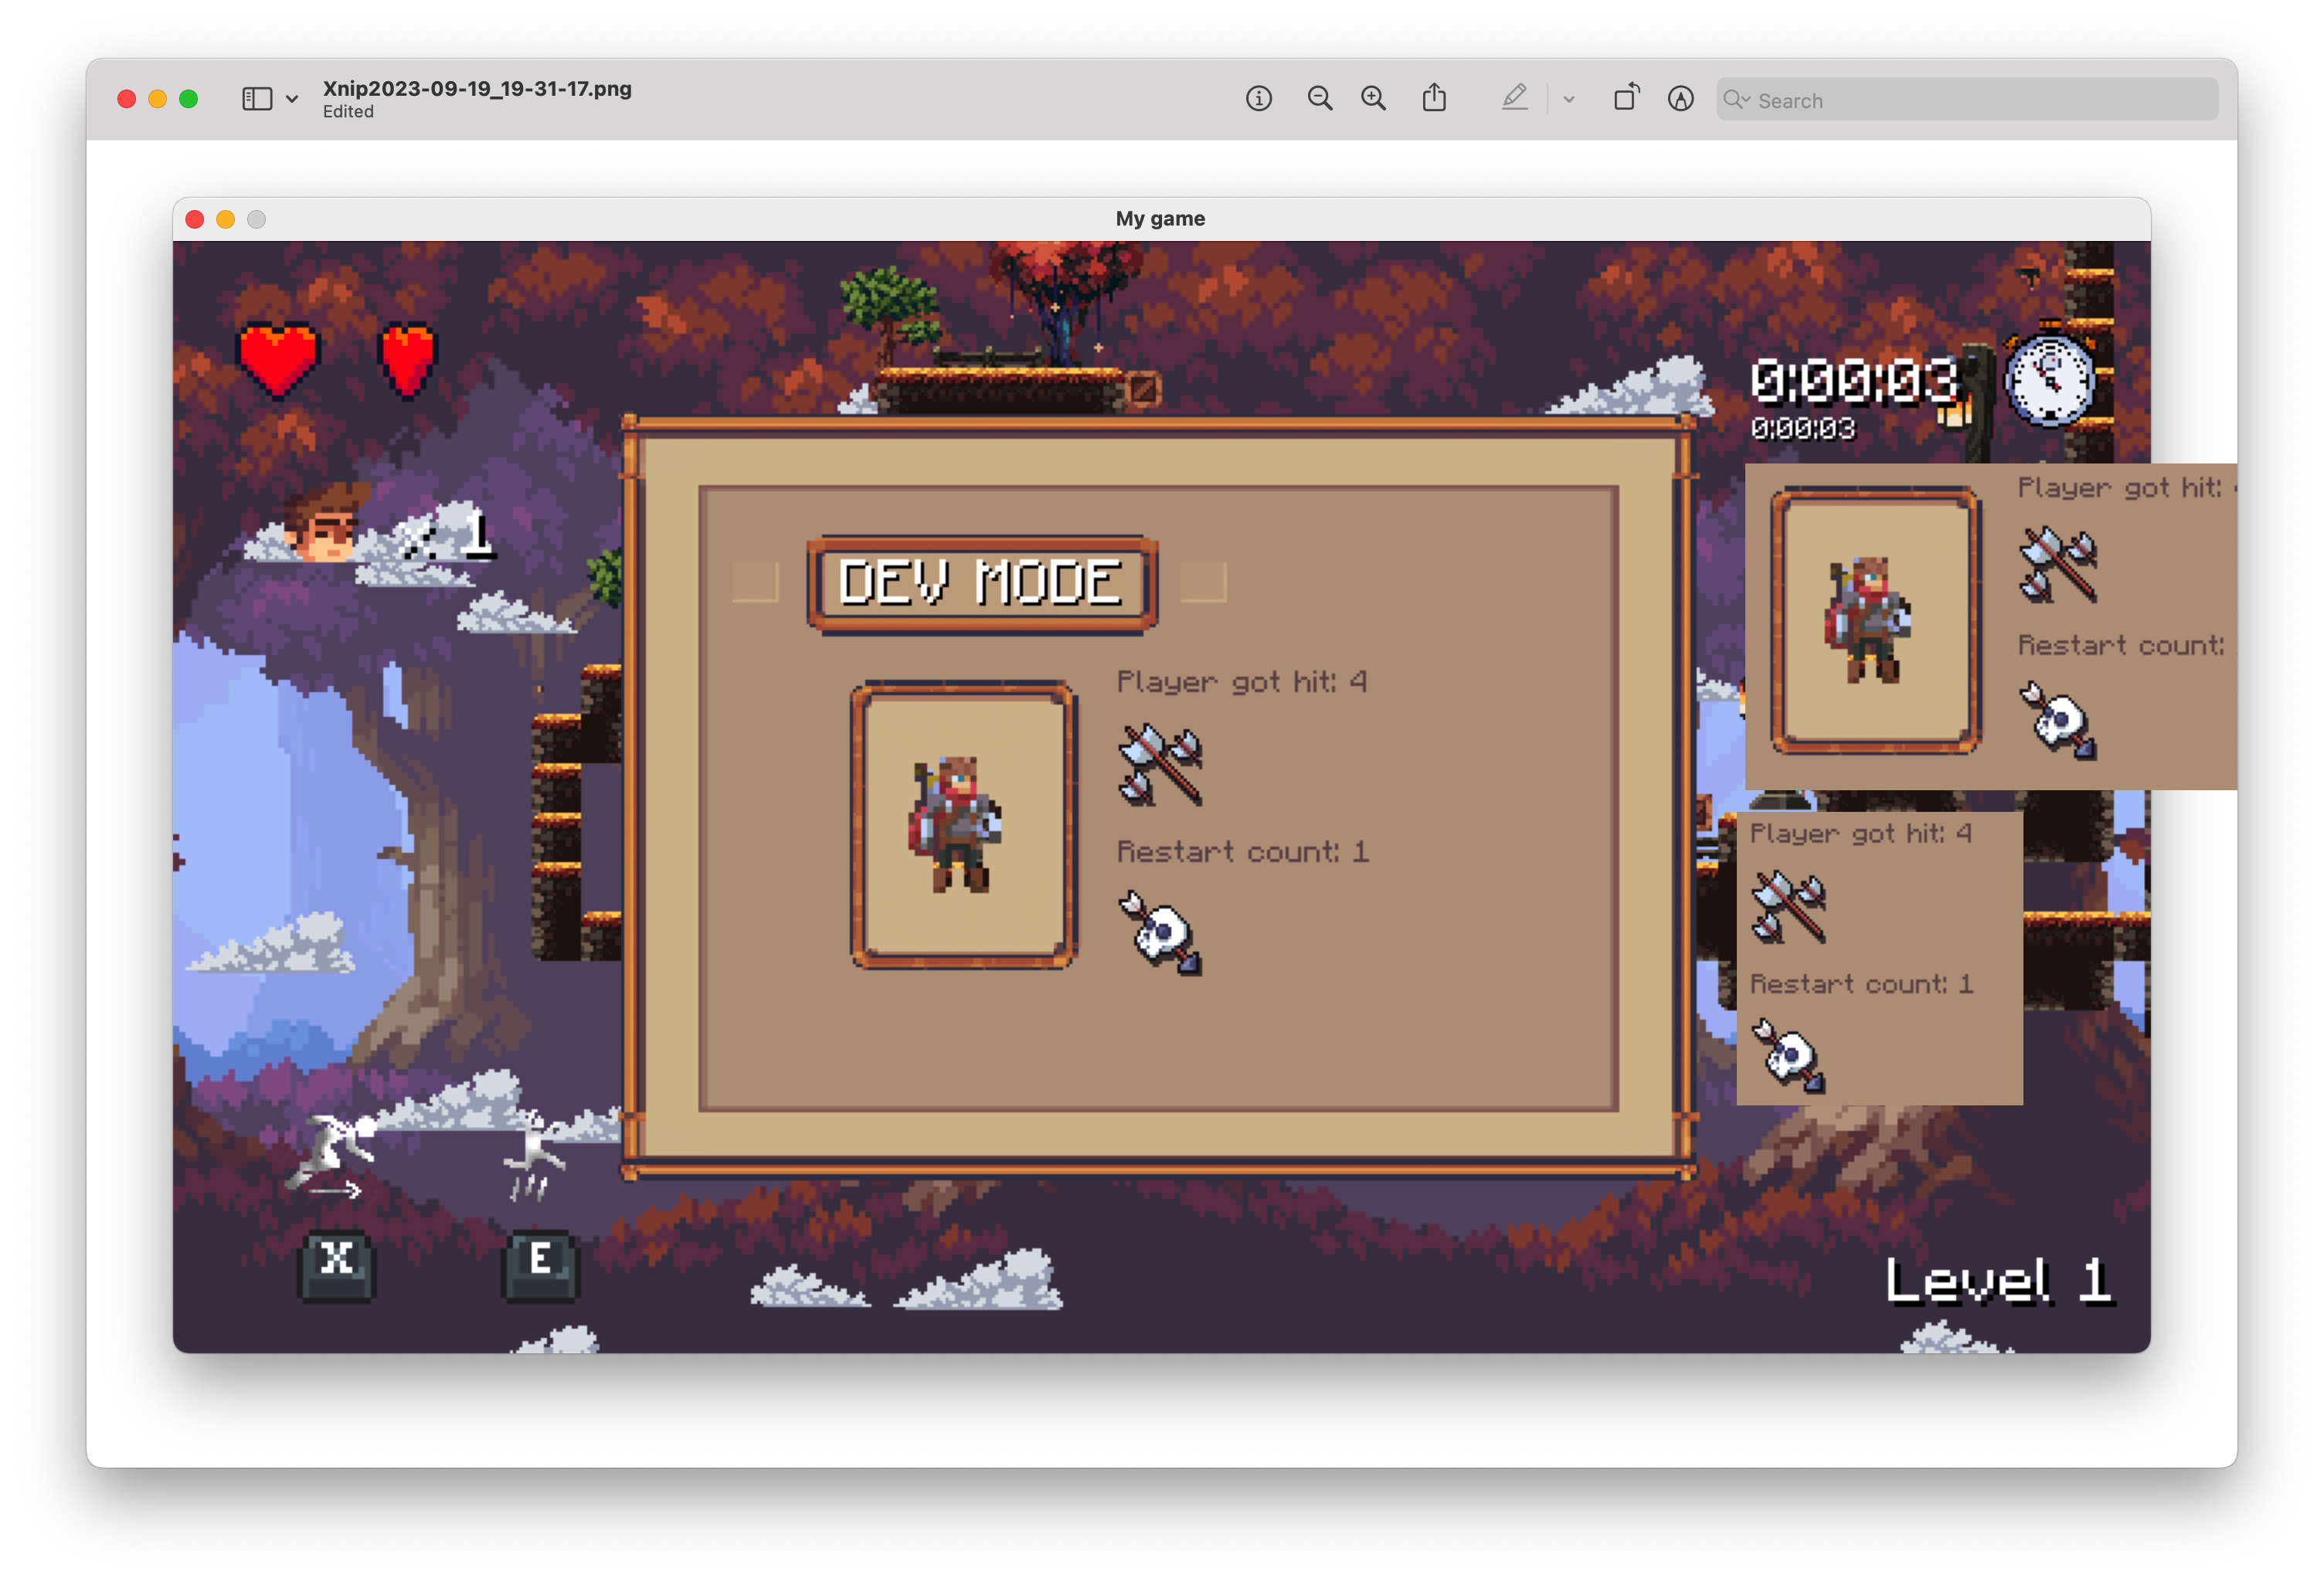 Xnip2023-09-19_19-31-17.png
Edited
Search
My game
0:00:03
0:00:03
x 1
DEV MODE
Player got hit: 4
Restart count: 1
Player got hit:
Restart count:
Player got hit: 4
Restart count: 1
X
E
Level 1